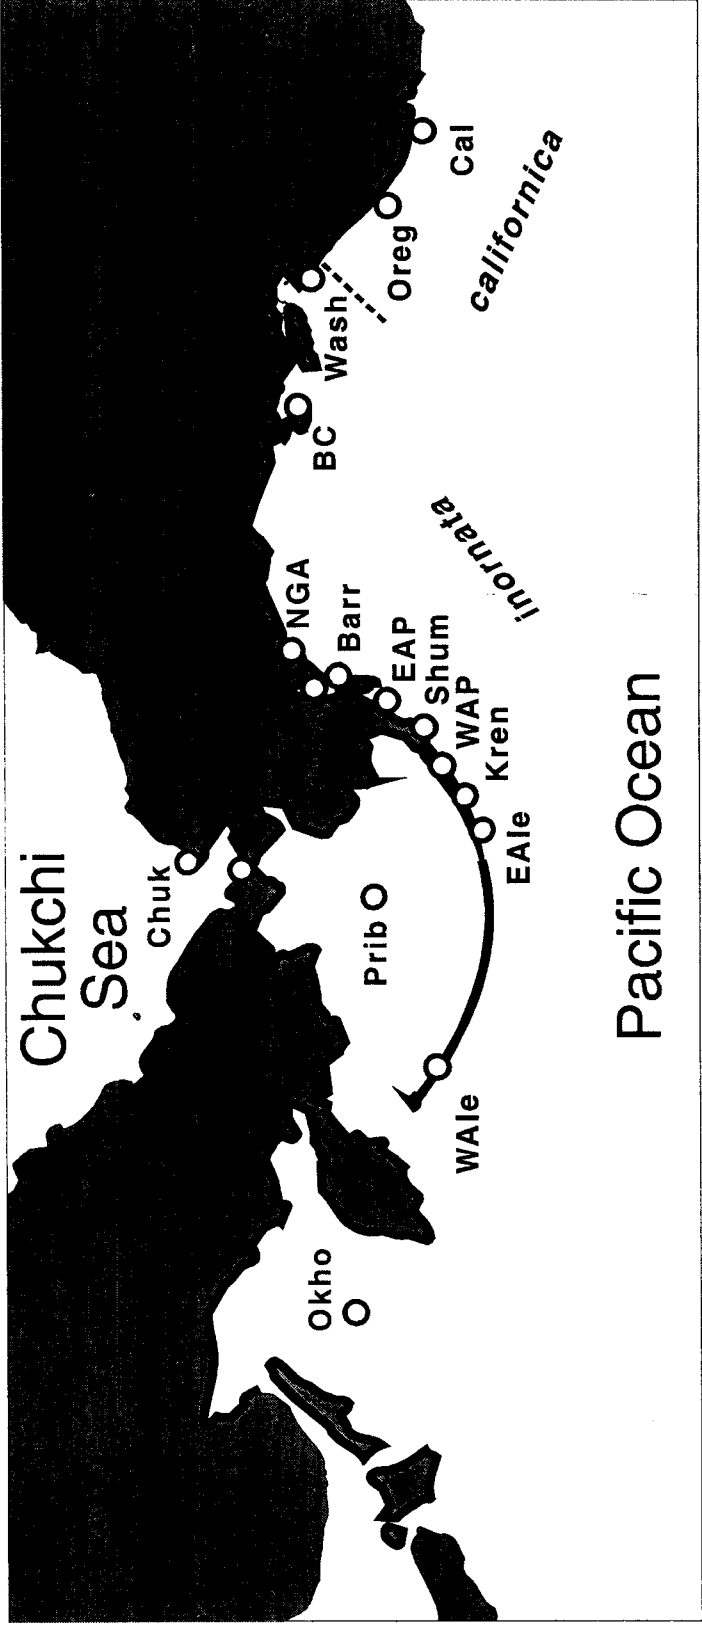 Chukchi
Sea
Chuk
Okho
WAle
Prib
EAle
Kren
WAP
Shum
EAP
Barr
NGA
BC
Wash
Oreg
Cal
inornata
californica
Pacific Ocean